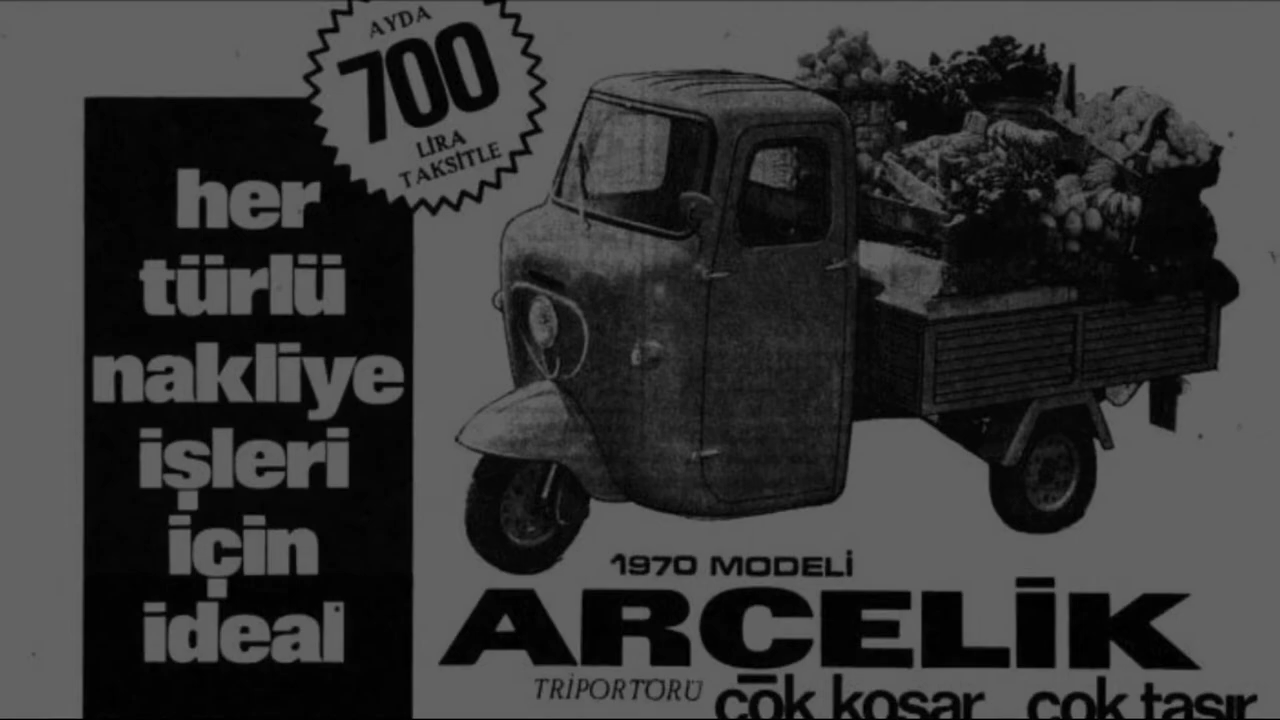 AYDA
700
LİRA
TAKSİTLE
her
türlü
nakliye
işleri
için
ideal
1970 MODELİ
ARÇELİK
TRİPORTÖRÜ çok koşar çok taşır